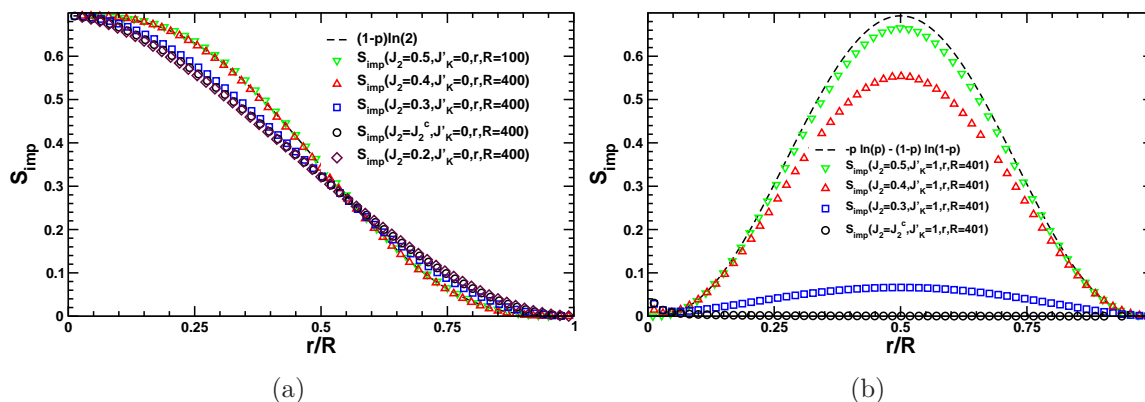 S_imp
0.6
0.5
0.4
0.3
0.2
0.1
0
0
0.25
0.5
0.75
1
r/R
(1-p)ln(2)
S_imp(J_2=0.5,J'_K=0,r,R=100)
S_imp(J_2=0.4,J'_K=0,r,R=400)
S_imp(J_2=0.3,J'_K=0,r,R=400)
S_imp(J_2=J_2^c,J'_K=0,r,R=400)
S_imp(J_2=0.2,J'_K=0,r,R=400)
(a)
S_imp
0.6
0.5
0.4
0.3
0.2
0.1
0
0
0.25
0.5
0.75
r/R
-p ln(p) - (1-p) ln(1-p)
S_imp(J_2=0.5,J'_K=1,r,R=401)
S_imp(J_2=0.4,J'_K=1,r,R=401)
S_imp(J_2=0.3,J'_K=1,r,R=401)
S_imp(J_2=J_2^c,J'_K=1,r,R=401)
(b)